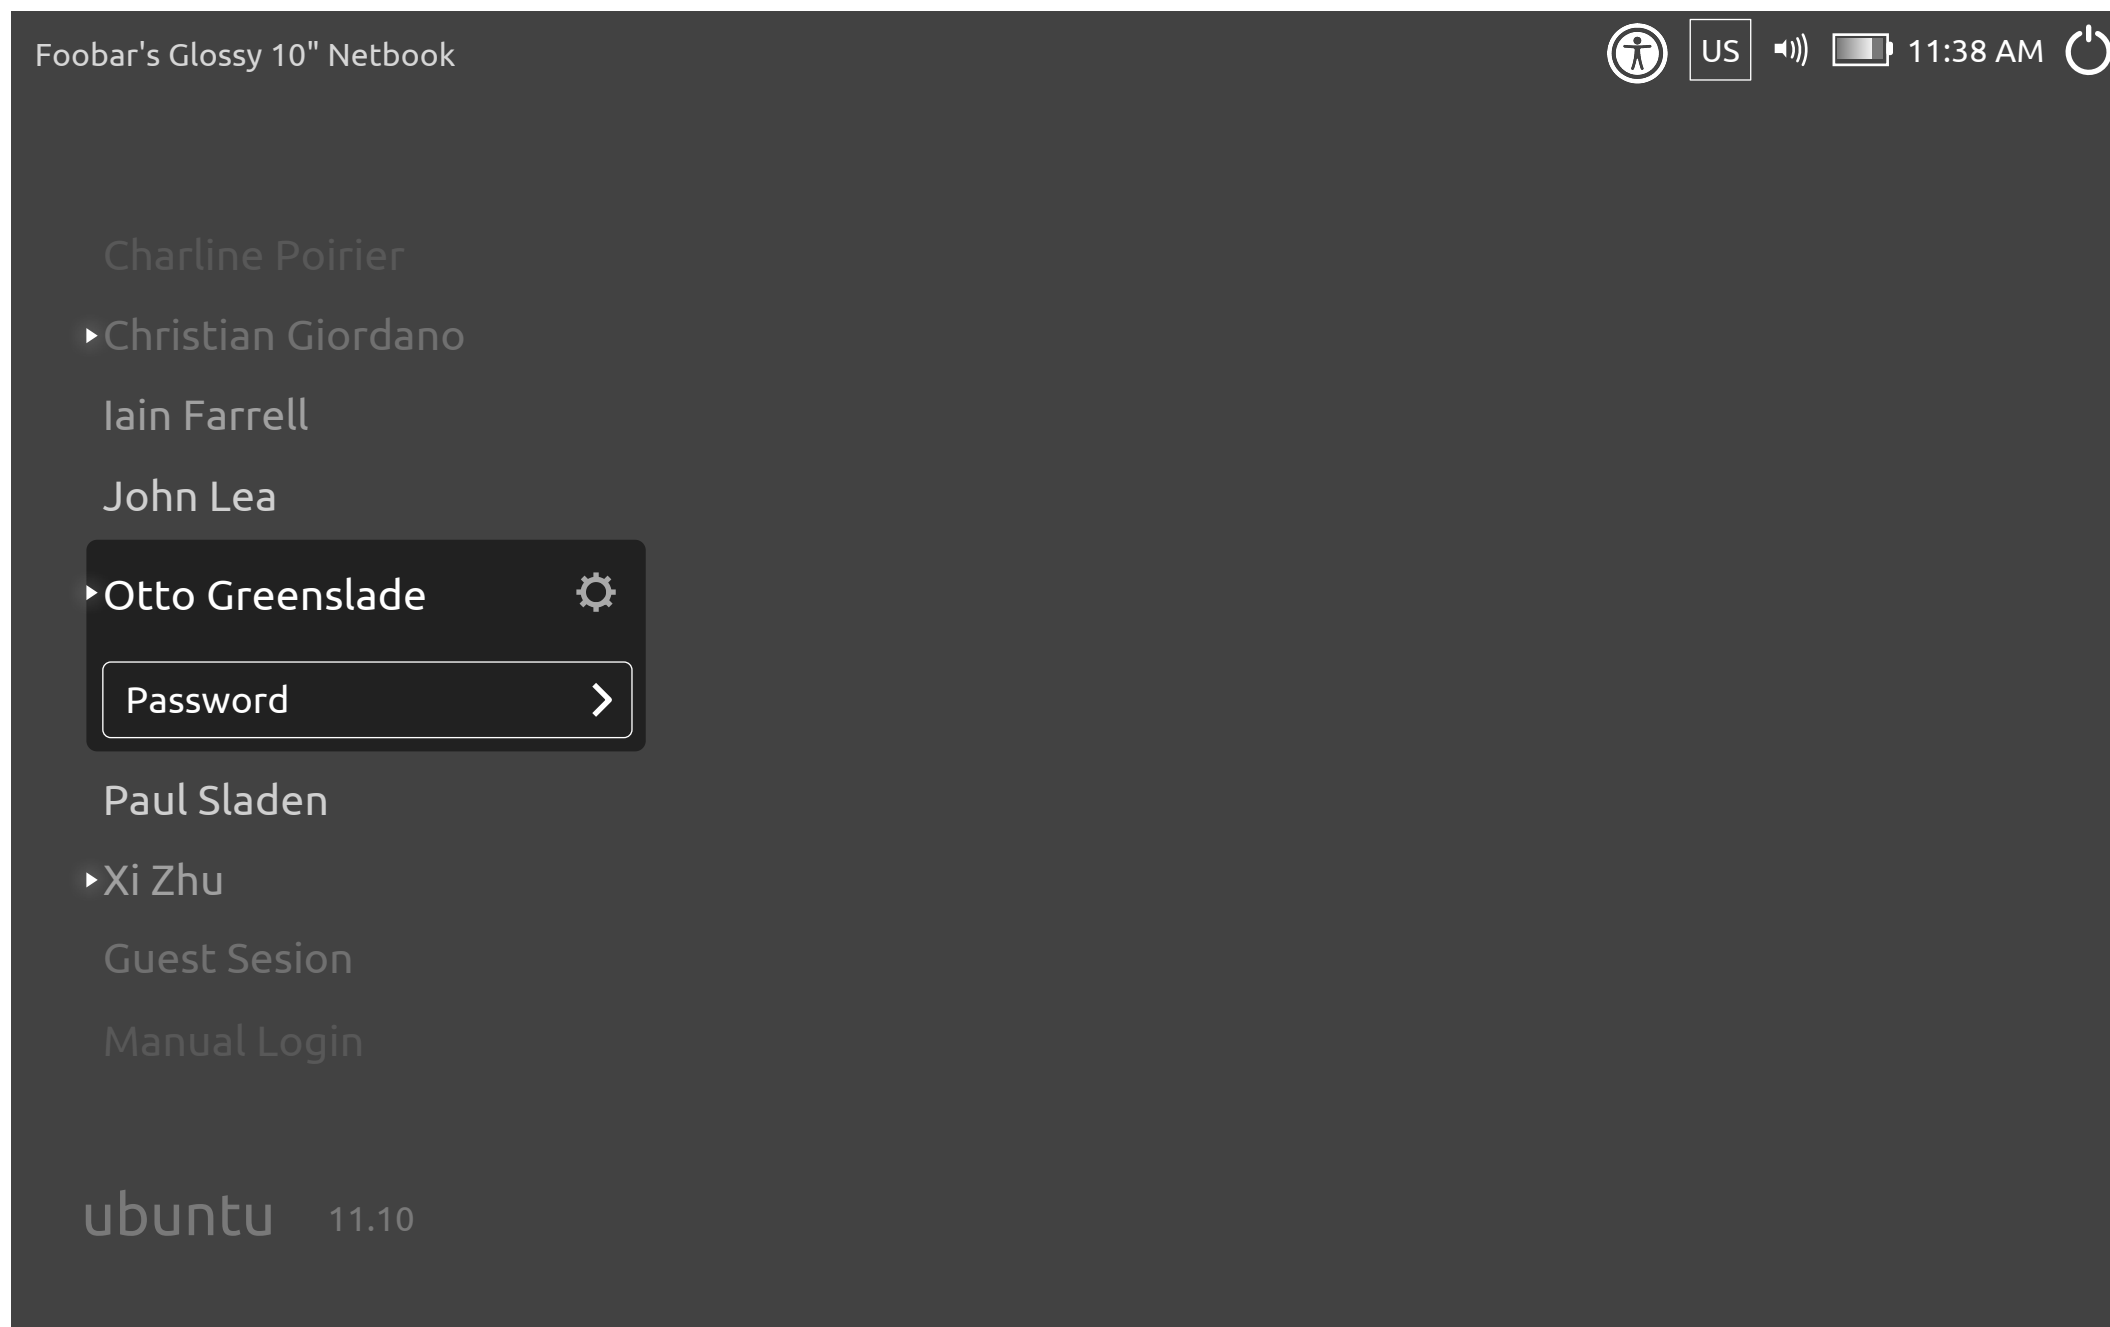 Foobar's Glossy 10" Netbook
US
11:38 AM
Charline Poirier
Christian Giordano
Iain Farrell
John Lea
Otto Greenslade
Password
Paul Sladen
Xi Zhu
Guest Sesion
Manual Login
ubuntu 11.10